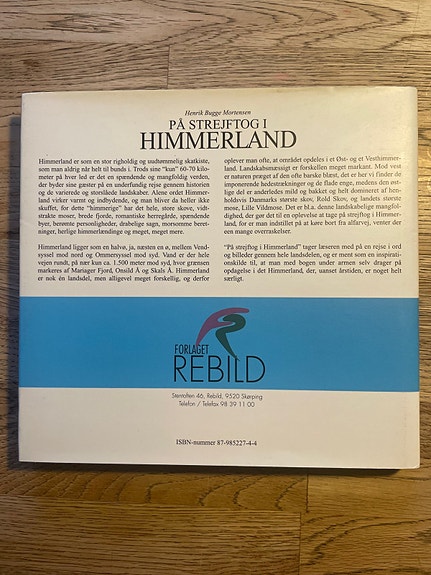 Henrik Bugge Mortensen
PÅ STREJFTOG I
HIMMERLAND
Himmerland er som en stor righoldig og uudtømmelig skatkiste,
som man aldrig når helt til bunds i. Trods sine "kun" 60-70 kilo-
meter på hver led er det en spændende og mangfoldig verden,
der byder sine gæster på en underfundig rejse gennem historien
og de varierede og storslåede landskaber. Alene ordet Himmer-
land virker varmt og indbydende, og man bliver da heller ikke
skuffet, for dette "himmerige" har det hele, store skove, vidt-
strakte moser, brede fjorde, romantiske herregårde, spændende
byer, berømte personligheder, drabelige sagn, morsomme beret-
ninger, herlige himmerlændinge og meget, meget mere.
Himmerland ligger som en halvø, ja, næsten en ø, mellem Vend-
syssel mod nord og Ommersyssel mod syd. Vand er der hele
vejen rundt, på nær kun ca. 1.500 meter mod syd, hvor grænsen
markeres af Mariager Fjord, Onsild Å og Skals Å. Himmerland
er nok én landsdel, men alligevel meget forskellig, og derfor
oplever man ofte, at området opdeles i et Øst- og et Vesthimmer-
land. Landskabsmæssigt er forskellen meget markant. Mod vest
er naturen præget af den ofte barske blæst, det er her vi finder de
imponerende hedestrækninger og de flade enge, medens den øst-
lige del er anderledes mild og bakket og helt domineret af hen-
holdsvis Danmarks største skov, Rold Skov, og landets største
mose, Lille Vildmose. Det er bl.a. denne landskabelige mangfol-
dighed, der gør det til en oplevelse at tage på strejftog i Himmer-
land, for er man indstillet på at køre bort fra alfarvej, venter der
en mange overraskelser.
"På strejftog i Himmerland" tager læseren med på en rejse i ord
og billeder gennem hele landsdelen, og er ment som en inspirati-
onskilde til, at man med bogen under armen selv drager på
opdagelse i det Himmerland, der, uanset årstiden, er noget helt
særligt.
FORLAGET
REBILD
Stenroften 46, Rebild, 9520 Skørping
Telefon / Telefax 98 39 11 00
ISBN-nummer 87-985227-4-4